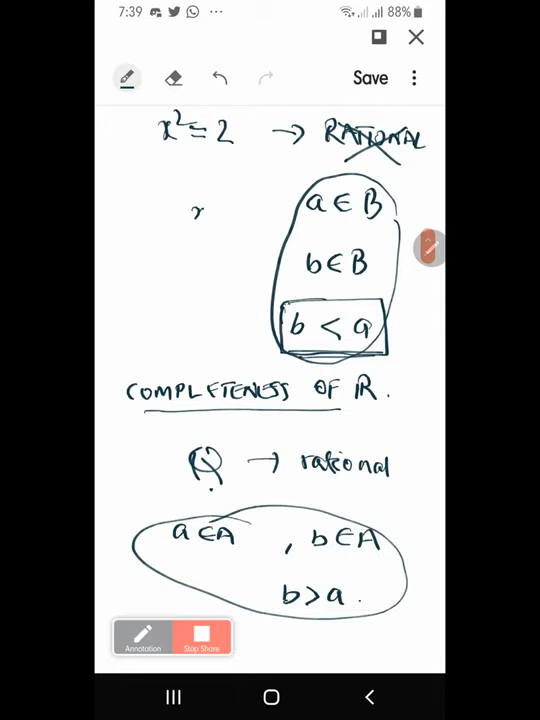 7:39 88%
Save
x² = 2 → RATIONAL
x
a ∈ B
b ∈ B
b < a
COMPLETENESS OF ℝ.
ℚ → rational
a ∈ A , b ∈ A
b > a .
Annotation Stop Share